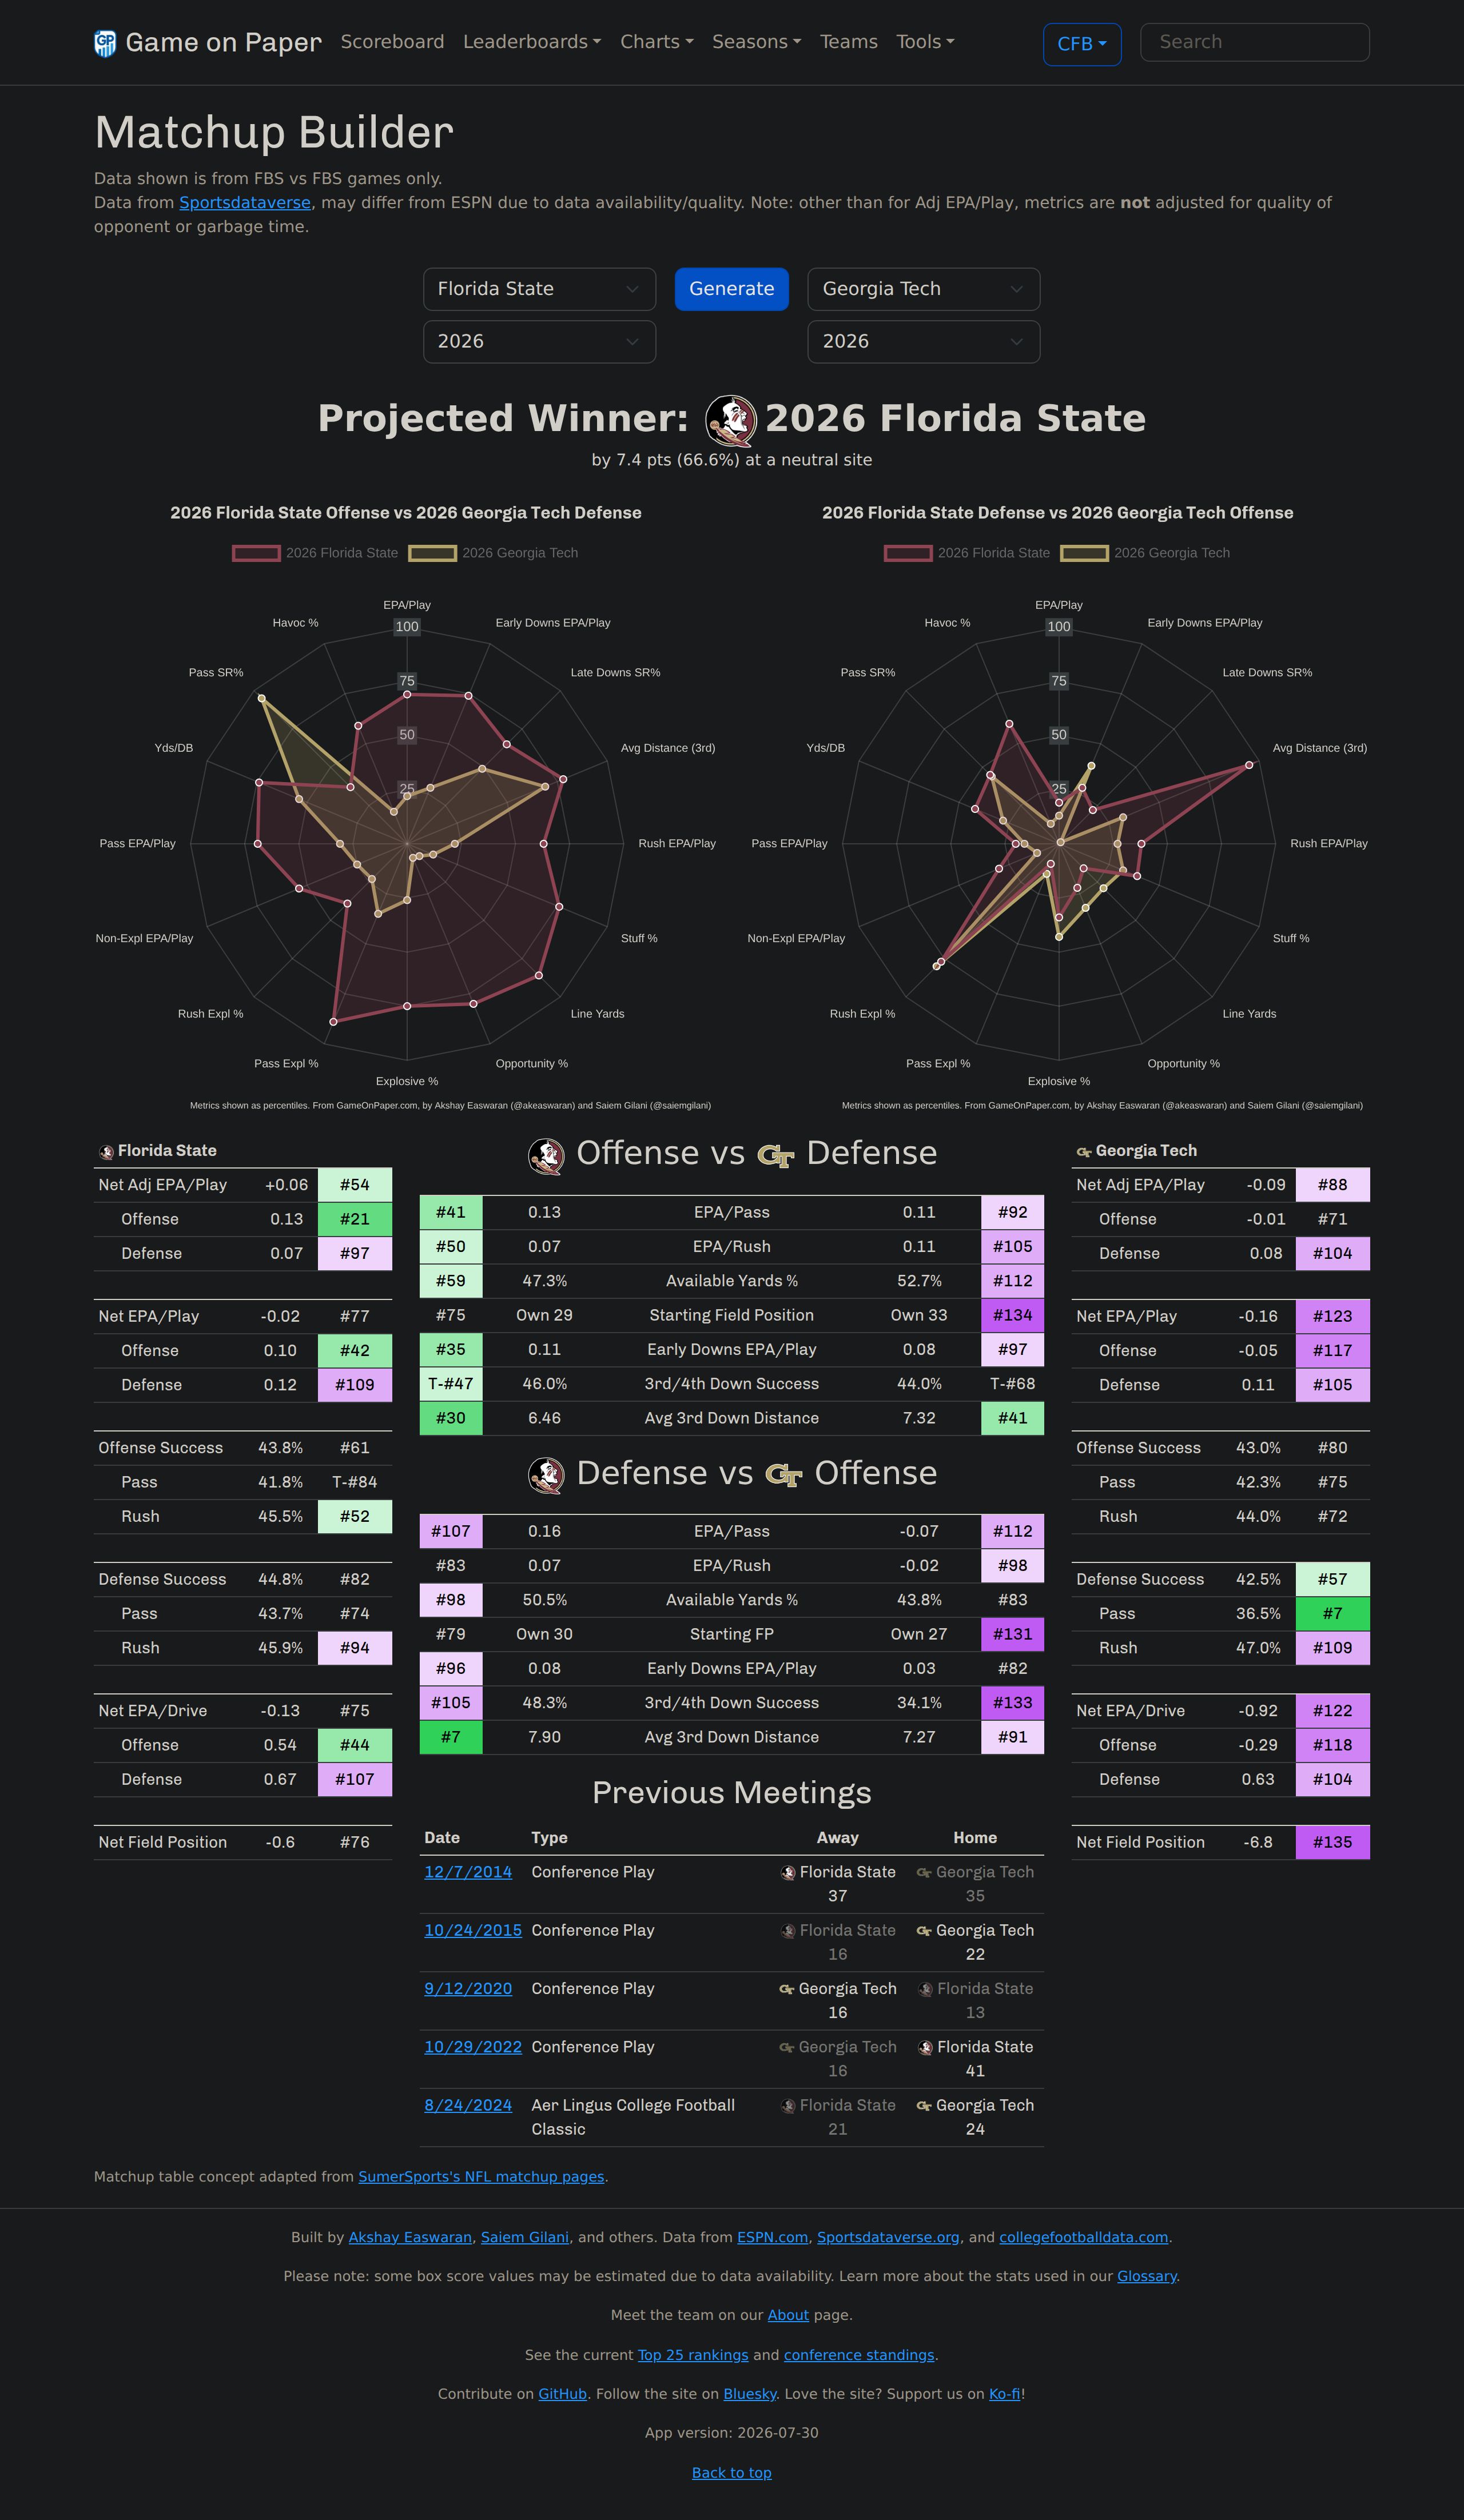 GP Game on Paper Scoreboard Leaderboards Charts Seasons Teams Tools CFB Search
Matchup Builder
Data shown is from FBS vs FBS games only.
Data from Sportsdataverse, may differ from ESPN due to data availability/quality. Note: other than for Adj EPA/Play, metrics are not adjusted for quality of
opponent or garbage time.
Florida State Generate Georgia Tech
2026 2026
Projected Winner: 2026 Florida State
by 7.4 pts (66.6%) at a neutral site
2026 Florida State Offense vs 2026 Georgia Tech Defense
2026 Florida State 2026 Georgia Tech
EPA/Play
Early Downs EPA/Play
Late Downs SR%
Avg Distance (3rd)
Rush EPA/Play
Stuff %
Line Yards
Opportunity %
Explosive %
Pass Expl %
Rush Expl %
Non-Expl EPA/Play
Pass EPA/Play
Yds/DB
Pass SR%
Havoc %
100
75
50
25
Metrics shown as percentiles. From GameOnPaper.com, by Akshay Easwaran (@akeaswaran) and Saiem Gilani (@saiemgilani)
2026 Florida State Defense vs 2026 Georgia Tech Offense
2026 Florida State 2026 Georgia Tech
EPA/Play
Early Downs EPA/Play
Late Downs SR%
Avg Distance (3rd)
Rush EPA/Play
Stuff %
Line Yards
Opportunity %
Explosive %
Pass Expl %
Rush Expl %
Non-Expl EPA/Play
Pass EPA/Play
Yds/DB
Pass SR%
Havoc %
100
75
50
25
Metrics shown as percentiles. From GameOnPaper.com, by Akshay Easwaran (@akeaswaran) and Saiem Gilani (@saiemgilani)
Florida State
Net Adj EPA/Play +0.06 #54
Offense 0.13 #21
Defense 0.07 #97
Net EPA/Play -0.02 #77
Offense 0.10 #42
Defense 0.12 #109
Offense Success 43.8% #61
Pass 41.8% T-#84
Rush 45.5% #52
Defense Success 44.8% #82
Pass 43.7% #74
Rush 45.9% #94
Net EPA/Drive -0.13 #75
Offense 0.54 #44
Defense 0.67 #107
Net Field Position -0.6 #76
Offense vs GT Defense
#41 0.13 EPA/Pass 0.11 #92
#50 0.07 EPA/Rush 0.11 #105
#59 47.3% Available Yards % 52.7% #112
#75 Own 29 Starting Field Position Own 33 #134
#35 0.11 Early Downs EPA/Play 0.08 #97
T-#47 46.0% 3rd/4th Down Success 44.0% T-#68
#30 6.46 Avg 3rd Down Distance 7.32 #41
Defense vs GT Offense
#107 0.16 EPA/Pass -0.07 #112
#83 0.07 EPA/Rush -0.02 #98
#98 50.5% Available Yards % 43.8% #83
#79 Own 30 Starting FP Own 27 #131
#96 0.08 Early Downs EPA/Play 0.03 #82
#105 48.3% 3rd/4th Down Success 34.1% #133
#7 7.90 Avg 3rd Down Distance 7.27 #91
Previous Meetings
Date Type Away Home
12/7/2014 Conference Play Florida State GT Georgia Tech
37 35
10/24/2015 Conference Play Florida State GT Georgia Tech
16 22
9/12/2020 Conference Play GT Georgia Tech Florida State
16 13
10/29/2022 Conference Play GT Georgia Tech Florida State
16 41
8/24/2024 Aer Lingus College Football Florida State GT Georgia Tech
Classic 21 24
GT Georgia Tech
Net Adj EPA/Play -0.09 #88
Offense -0.01 #71
Defense 0.08 #104
Net EPA/Play -0.16 #123
Offense -0.05 #117
Defense 0.11 #105
Offense Success 43.0% #80
Pass 42.3% #75
Rush 44.0% #72
Defense Success 42.5% #57
Pass 36.5% #7
Rush 47.0% #109
Net EPA/Drive -0.92 #122
Offense -0.29 #118
Defense 0.63 #104
Net Field Position -6.8 #135
Matchup table concept adapted from SumerSports's NFL matchup pages.
Built by Akshay Easwaran, Saiem Gilani, and others. Data from ESPN.com, Sportsdataverse.org, and collegefootballdata.com.
Please note: some box score values may be estimated due to data availability. Learn more about the stats used in our Glossary.
Meet the team on our About page.
See the current Top 25 rankings and conference standings.
Contribute on GitHub. Follow the site on Bluesky. Love the site? Support us on Ko-fi!
App version: 2026-07-30
Back to top